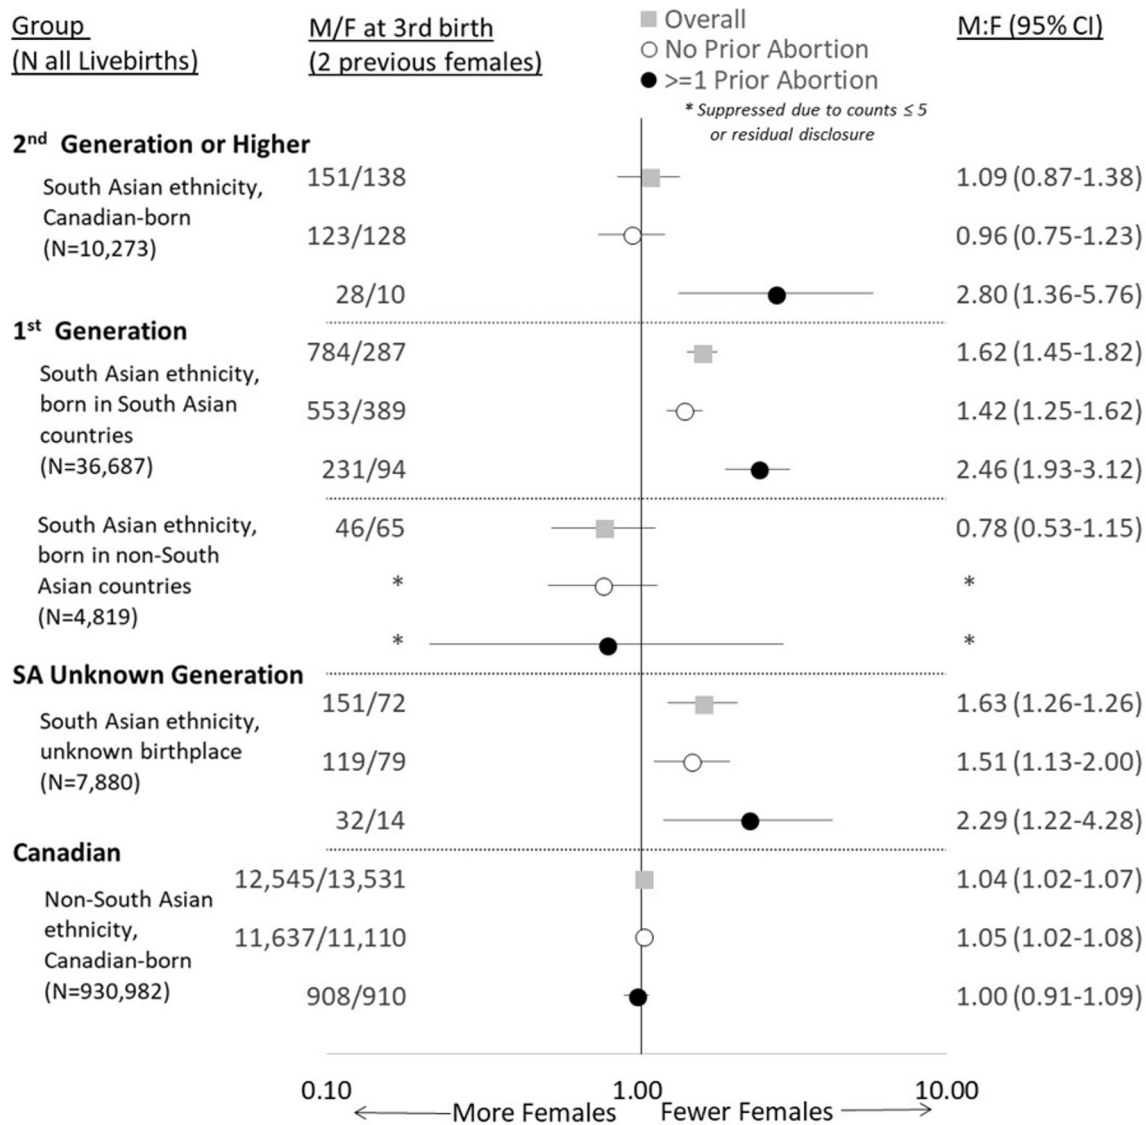 Group
(N all Livebirths)
M/F at 3rd birth
(2 previous females)
Overall
No Prior Abortion
>=1 Prior Abortion
* Suppressed due to counts ≤ 5
or residual disclosure
M:F (95% CI)
2nd Generation or Higher
South Asian ethnicity,
Canadian-born
(N=10,273)
151/138
1.09 (0.87-1.38)
123/128
0.96 (0.75-1.23)
28/10
2.80 (1.36-5.76)
1st Generation
South Asian ethnicity,
born in South Asian
countries
(N=36,687)
784/287
1.62 (1.45-1.82)
553/389
1.42 (1.25-1.62)
231/94
2.46 (1.93-3.12)
South Asian ethnicity,
born in non-South
Asian countries
(N=4,819)
46/65
0.78 (0.53-1.15)
* *
* *
SA Unknown Generation
South Asian ethnicity,
unknown birthplace
(N=7,880)
151/72
1.63 (1.26-1.26)
119/79
1.51 (1.13-2.00)
32/14
2.29 (1.22-4.28)
Canadian
Non-South Asian
ethnicity,
Canadian-born
(N=930,982)
12,545/13,531
1.04 (1.02-1.07)
11,637/11,110
1.05 (1.02-1.08)
908/910
1.00 (0.91-1.09)
0.10 1.00 10.00
More Females Fewer Females